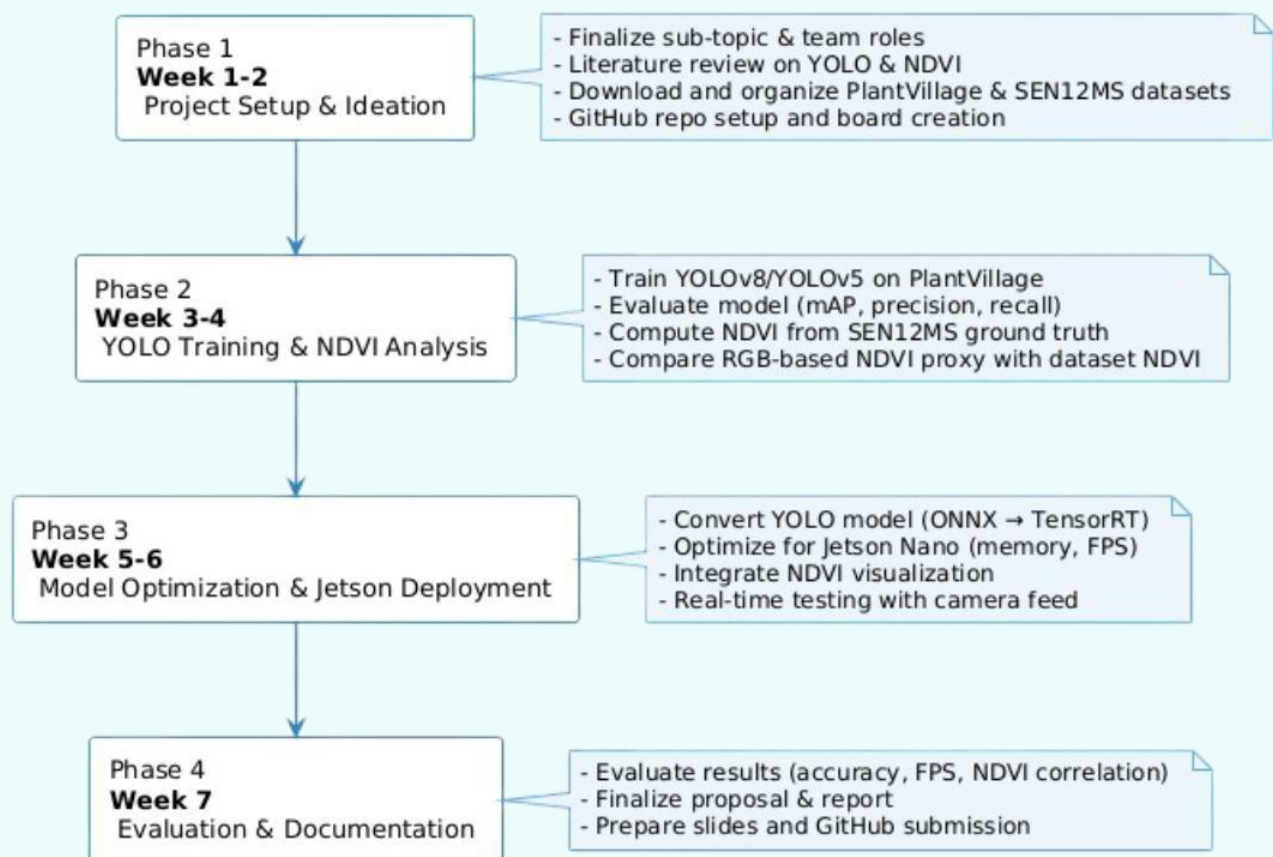 Phase 1
Week 1-2
Project Setup & Ideation
- Finalize sub-topic & team roles
- Literature review on YOLO & NDVI
- Download and organize PlantVillage & SEN12MS datasets
- GitHub repo setup and board creation
Phase 2
Week 3-4
YOLO Training & NDVI Analysis
- Train YOLOv8/YOLOv5 on PlantVillage
- Evaluate model (mAP, precision, recall)
- Compute NDVI from SEN12MS ground truth
- Compare RGB-based NDVI proxy with dataset NDVI
Phase 3
Week 5-6
Model Optimization & Jetson Deployment
- Convert YOLO model (ONNX → TensorRT)
- Optimize for Jetson Nano (memory, FPS)
- Integrate NDVI visualization
- Real-time testing with camera feed
Phase 4
Week 7
Evaluation & Documentation
- Evaluate results (accuracy, FPS, NDVI correlation)
- Finalize proposal & report
- Prepare slides and GitHub submission